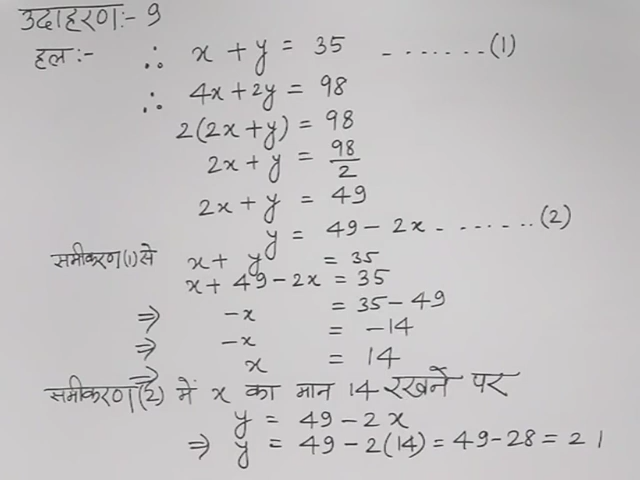 उदाहरण:- 9
हल:- ∴ x + y = 35 - ...... (1)
∴ 4x + 2y = 98
2(2x + y) = 98
2x + y = 98/2
2x + y = 49
y = 49 - 2x - ...... (2)
समीकरण (1) से x + y = 35
x + 49 - 2x = 35
⇒ -x = 35 - 49
⇒ -x = -14
⇒ x = 14
समीकरण (2) में x का मान 14 रखने पर
y = 49 - 2x
⇒ y = 49 - 2(14) = 49 - 28 = 21